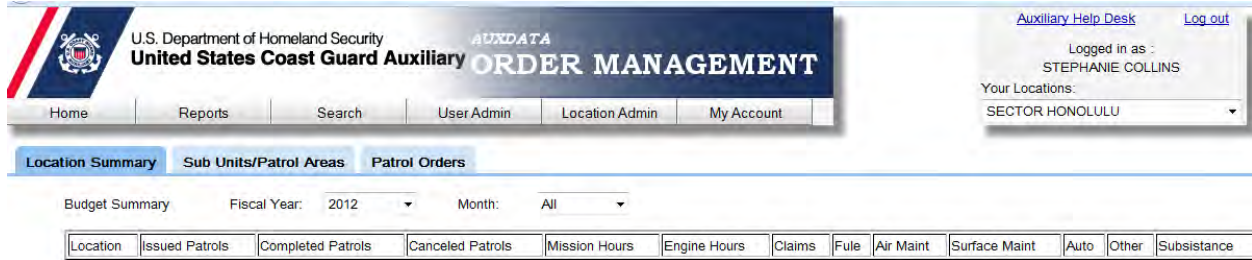 U.S. Department of Homeland Security
United States Coast Guard Auxiliary
AUXDATA
ORDER MANAGEMENT
Auxiliary Help Desk Log out
Logged in as :
STEPHANIE COLLINS
Your Locations:
SECTOR HONOLULU
Home Reports Search User Admin Location Admin My Account
Location Summary Sub Units/Patrol Areas Patrol Orders
Budget Summary Fiscal Year: 2012 Month: All
Location Issued Patrols Completed Patrols Canceled Patrols Mission Hours Engine Hours Claims Fule Air Maint Surface Maint Auto Other Subsistance